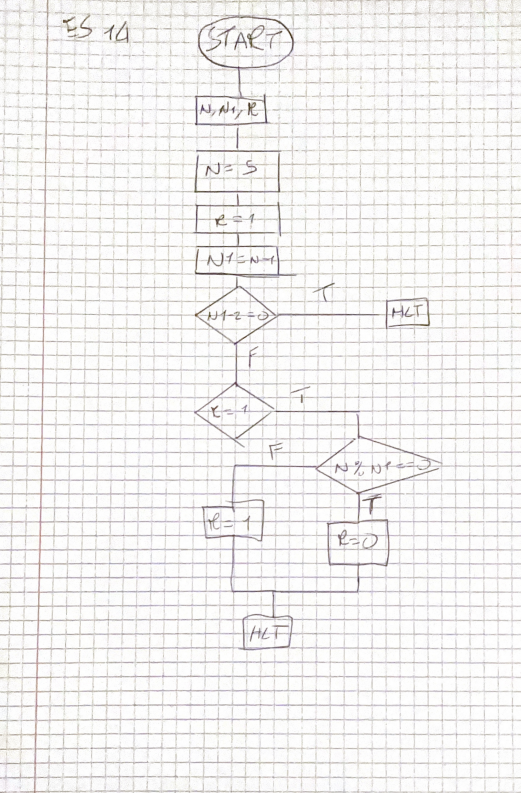 ES 14
START
N, N1, R
N = 5
R = 1
N1 = N-1
N1-2=0
T
HLT
F
R=1
T
F
N % N1 == 0
T
R=1
R=0
HLT